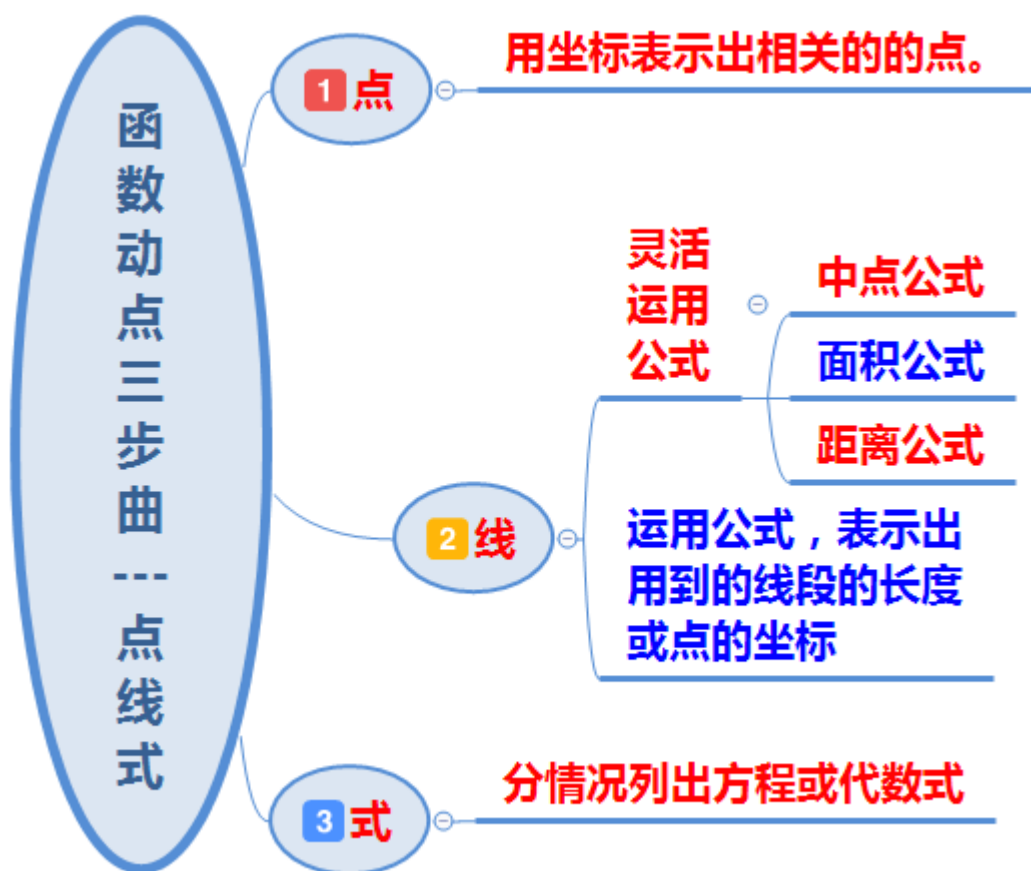 函数动点三步曲---点线式
1 点
用坐标表示出相关的的点。
2 线
灵活
运用
公式
中点公式
面积公式
距离公式
运用公式，表示出
用到的线段的长度
或点的坐标
3 式
分情况列出方程或代数式